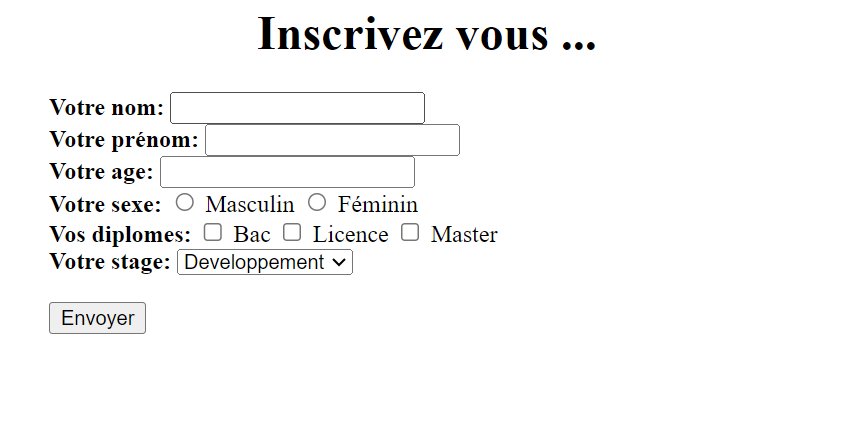 Inscrivez vous ...
Votre nom:
Votre prénom:
Votre age:
Votre sexe: Masculin Féminin
Vos diplomes: Bac Licence Master
Votre stage: Developpement
Envoyer